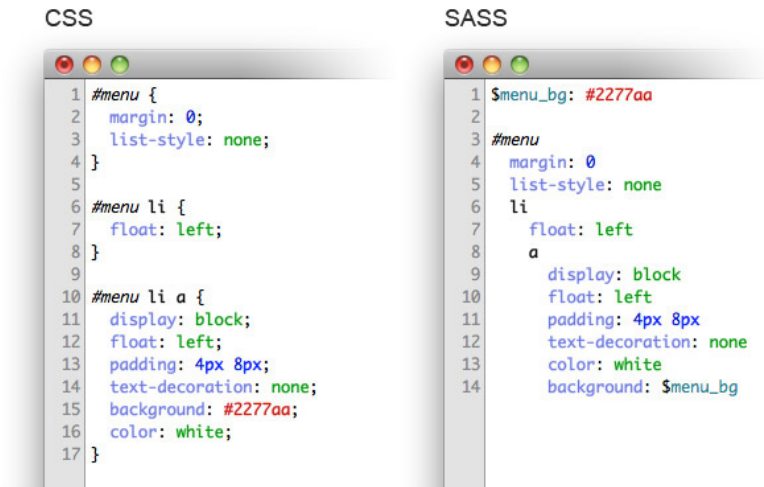 CSS
1 #menu {
2   margin: 0;
3   list-style: none;
4 }
5
6 #menu li {
7   float: left;
8 }
9
10 #menu li a {
11   display: block;
12   float: left;
13   padding: 4px 8px;
14   text-decoration: none;
15   background: #2277aa;
16   color: white;
17 }
SASS
1 $menu_bg: #2277aa
2
3 #menu
4   margin: 0
5   list-style: none
6   li
7     float: left
8     a
9       display: block
10       float: left
11       padding: 4px 8px
12       text-decoration: none
13       color: white
14       background: $menu_bg